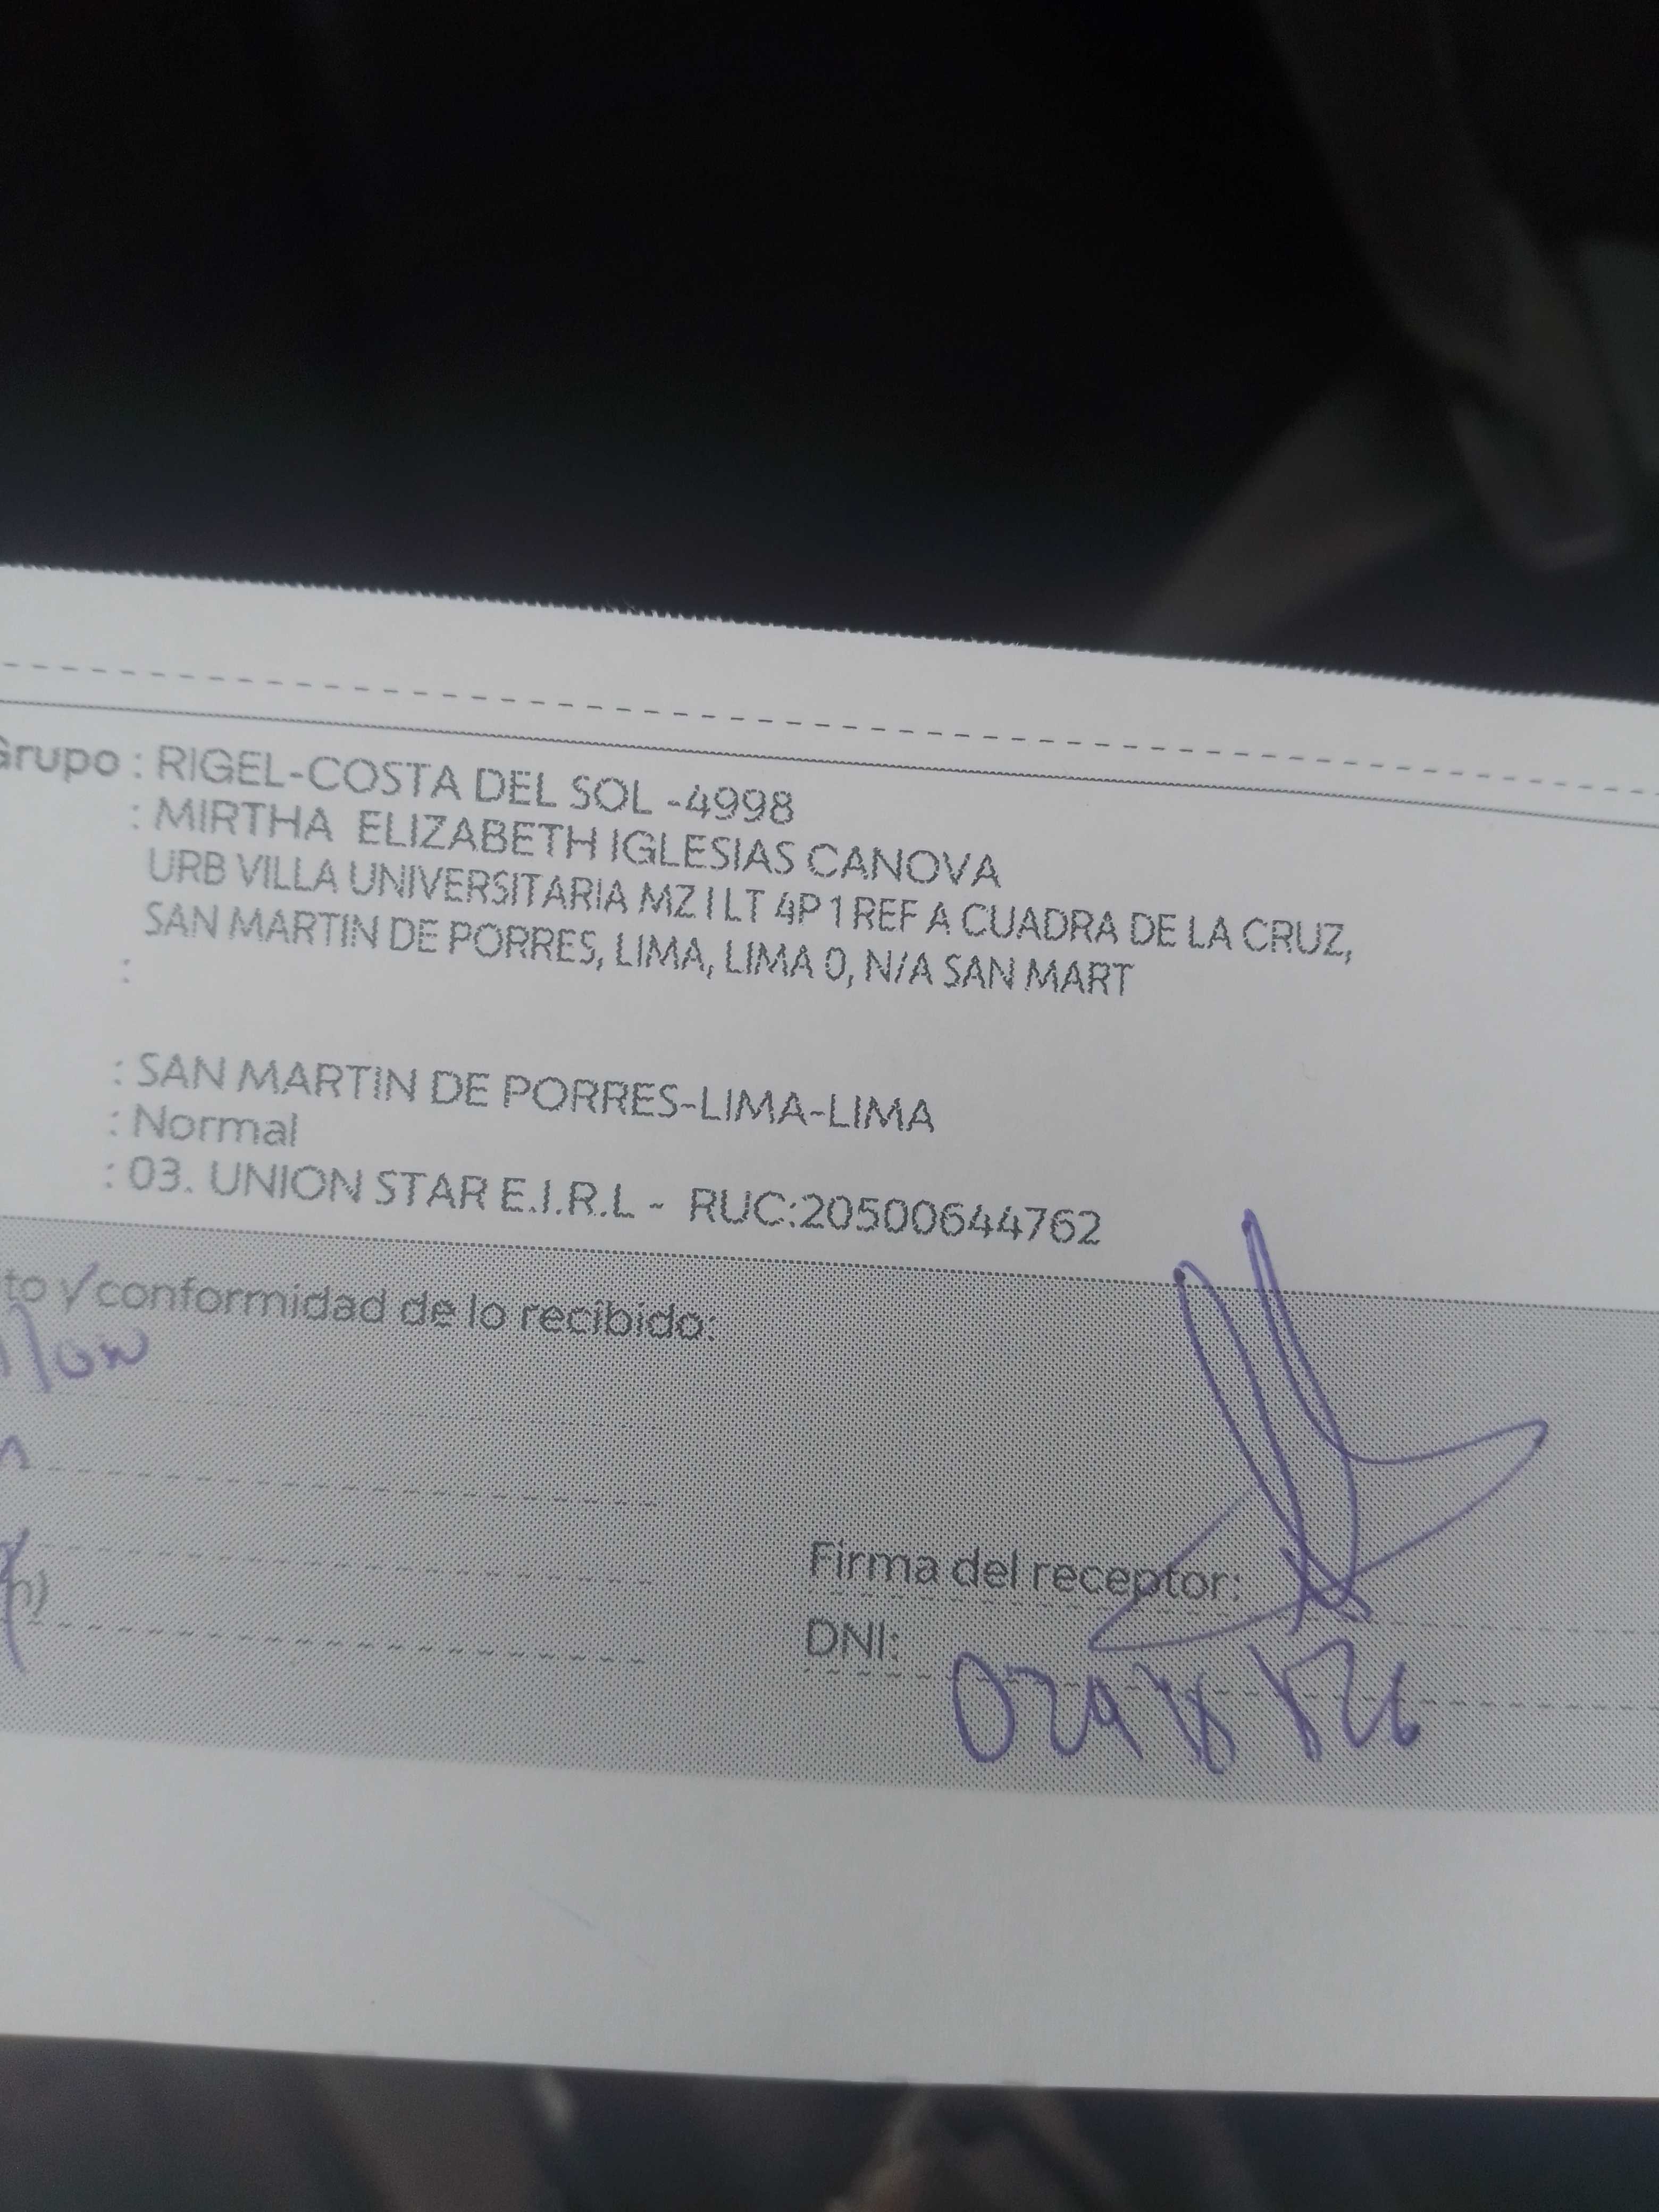 Grupo : RIGEL-COSTA DEL SOL -4998
: MIRTHA ELIZABETH IGLESIAS CANOVA
URB VILLA UNIVERSITARIA MZ I LT 4P 1 REF A CUADRA DE LA CRUZ,
SAN MARTIN DE PORRES, LIMA, LIMA 0, N/A SAN MART
:
: SAN MARTIN DE PORRES-LIMA-LIMA
: Normal
: 03. UNION STAR E.I.R.L - RUC:20500644762
to y conformidad de lo recibido:
Firma del receptor:
DNI: